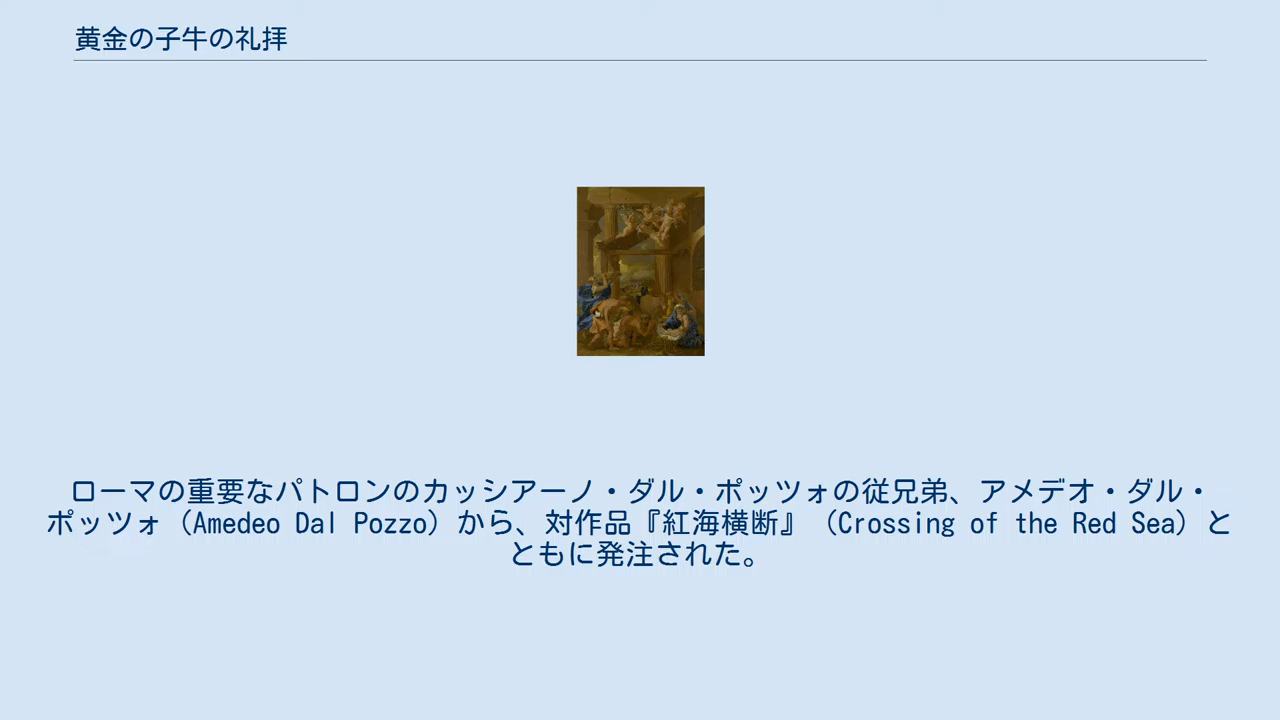 黄金の子牛の礼拝
ローマの重要なパトロンのカッシアーノ・ダル・ポッツォの従兄弟、アメデオ・ダル・
ポッツォ（Amedeo Dal Pozzo）から、対作品『紅海横断』（Crossing of the Red Sea）と
ともに発注された。